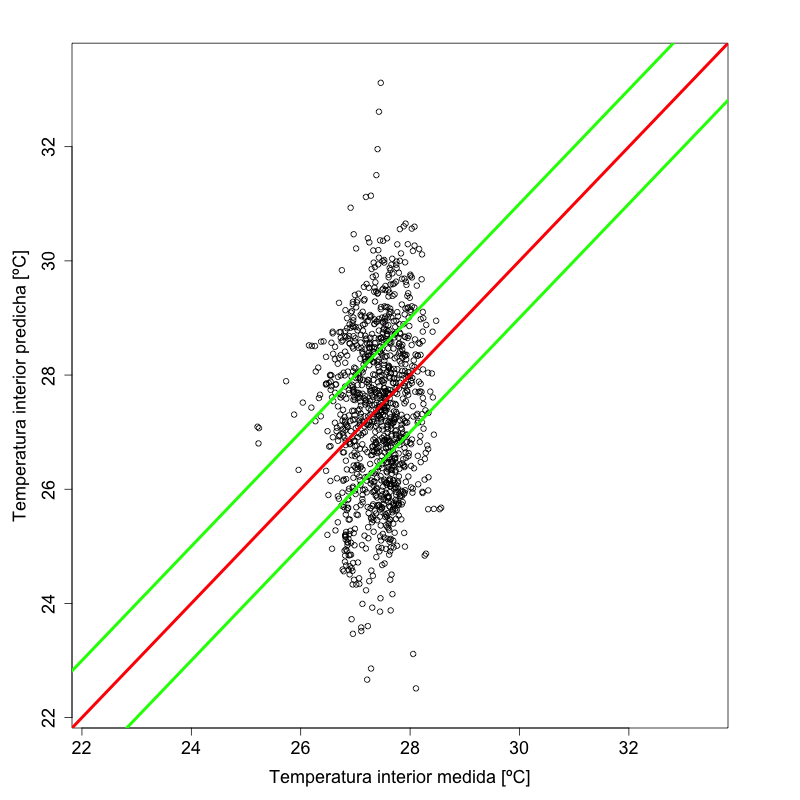 32
30
28
26
24
22
Temperatura interior predicha [ºC]
22 24 26 28 30 32
Temperatura interior medida [ºC]